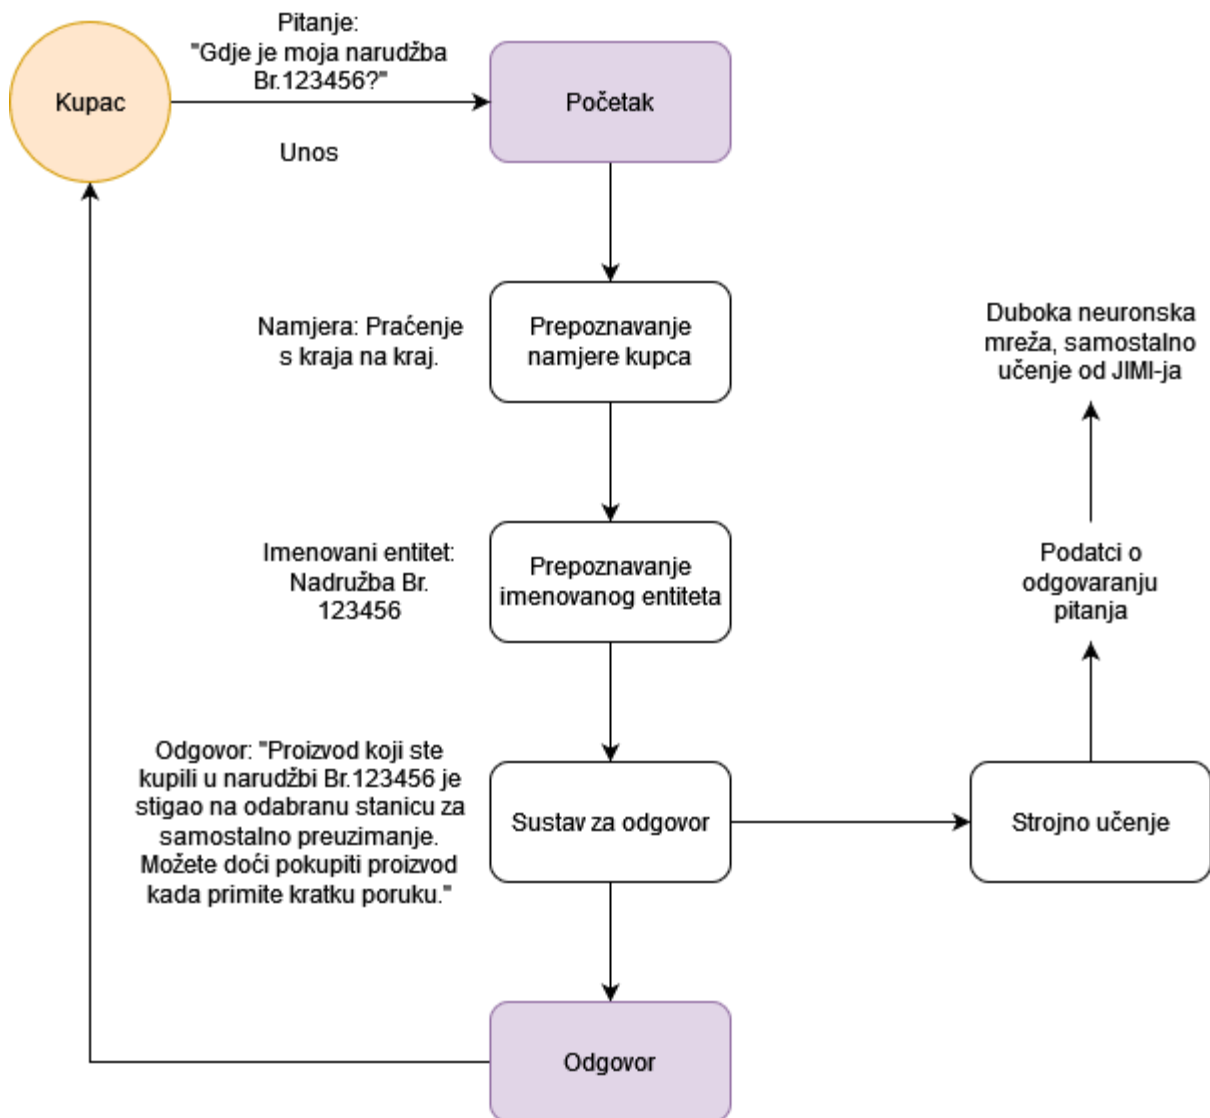 Pitanje:
"Gdje je moja narudžba
Br.123456?"
Kupac
Početak
Unos
Namjera: Praćenje
s kraja na kraj.
Prepoznavanje
namjere kupca
Duboka neuronska
mreža, samostalno
učenje od JIMI-ja
Imenovani entitet:
Nadružba Br.
123456
Prepoznavanje
imenovanog entiteta
Podatci o
odgovaranju
pitanja
Odgovor: "Proizvod koji ste
kupili u narudžbi Br.123456 je
stigao na odabranu stanicu za
samostalno preuzimanje.
Možete doći pokupiti proizvod
kada primite kratku poruku."
Sustav za odgovor
Strojno učenje
Odgovor